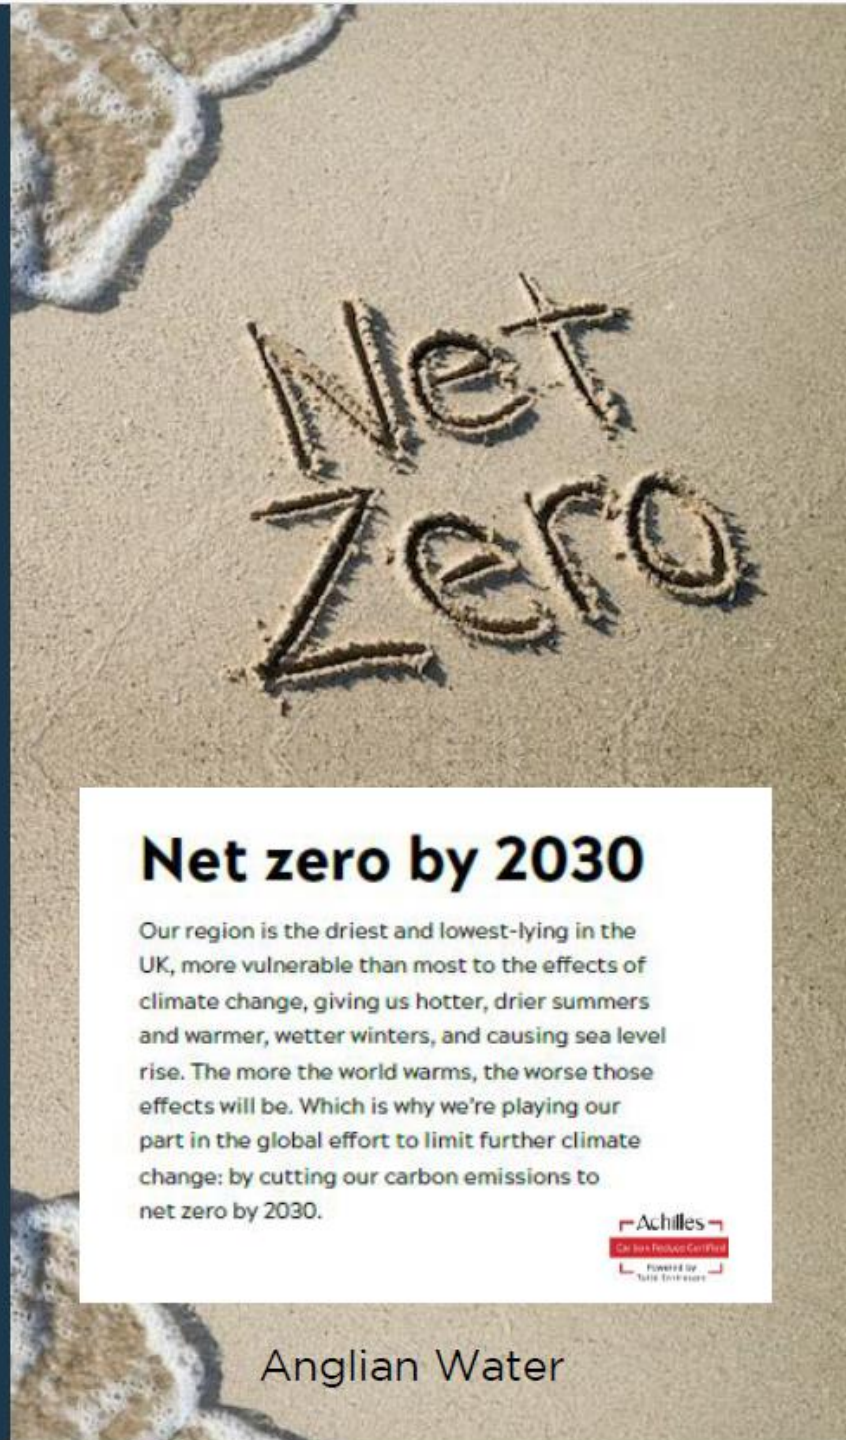 Net
Zero
Net zero by 2030
Our region is the driest and lowest-lying in the
UK, more vulnerable than most to the effects of
climate change, giving us hotter, drier summers
and warmer, wetter winters, and causing sea level
rise. The more the world warms, the worse those
effects will be. Which is why we're playing our
part in the global effort to limit further climate
change: by cutting our carbon emissions to
net zero by 2030.
Achilles
Carbon Reduce Certified
Powered by
Anglian Water